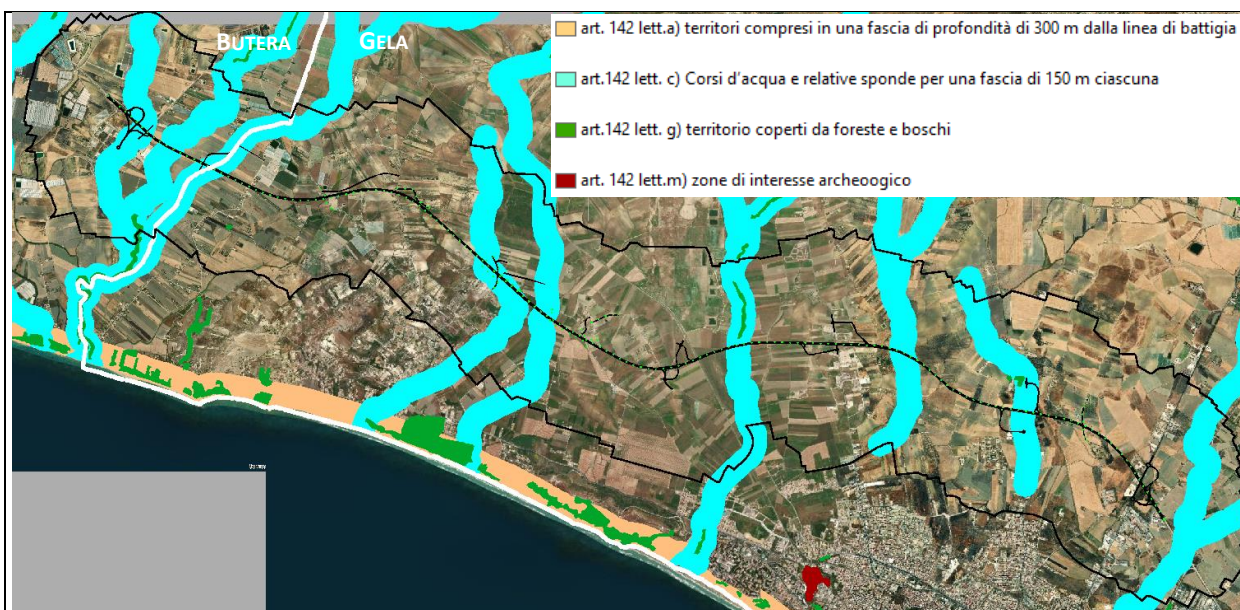 BUTERA GELA
art. 142 lett.a) territori compresi in una fascia di profondità di 300 m dalla linea di battigia
art.142 lett. c) Corsi d'acqua e relative sponde per una fascia di 150 m ciascuna
art.142 lett. g) territorio coperti da foreste e boschi
art. 142 lett.m) zone di interesse archeoogico